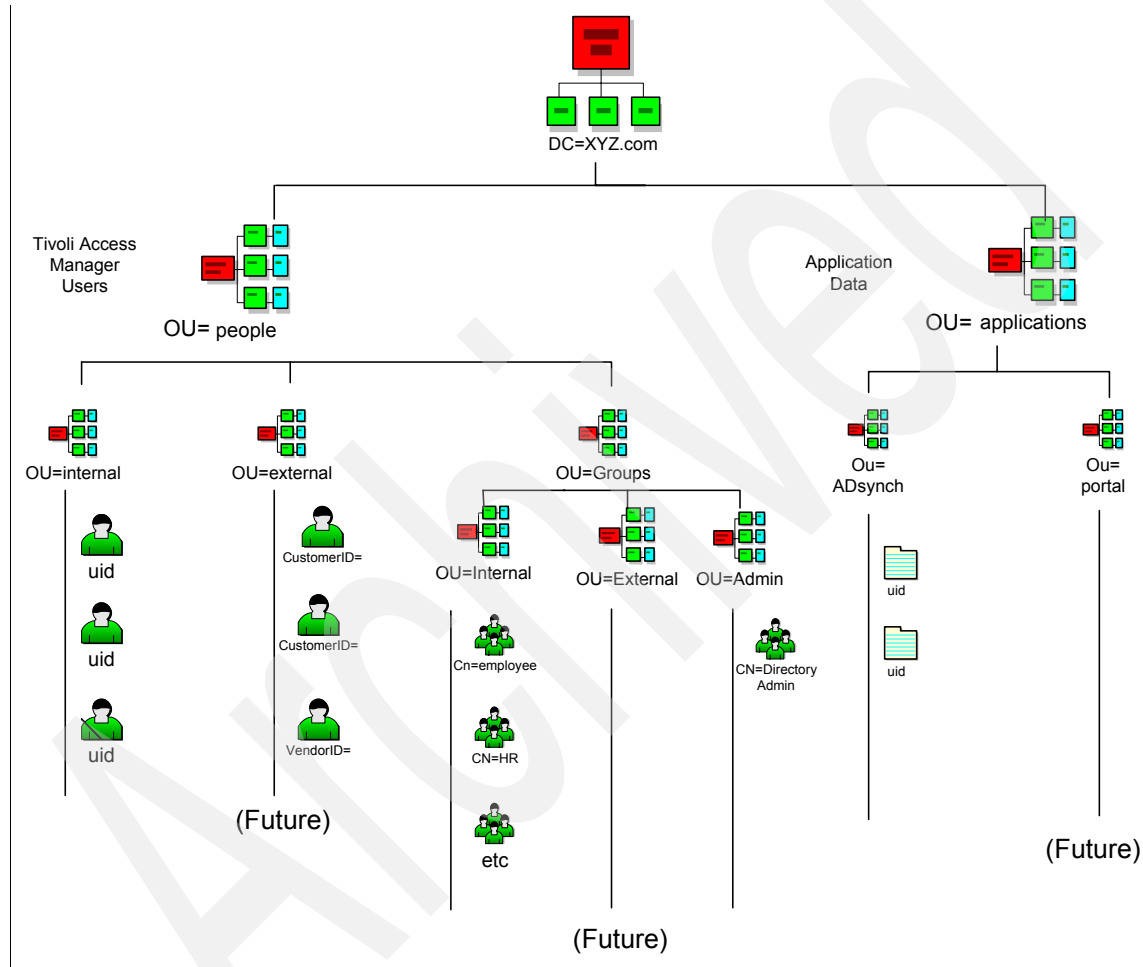 DC=XYZ.com
Tivoli Access
Manager
Users
Application
Data
OU= people
OU= applications
OU=internal
OU=external
OU=Groups
Ou=
ADsynch
Ou=
portal
uid
uid
uid
CustomerID=
CustomerID=
VendorID=
(Future)
OU=Internal
OU=External
OU=Admin
Cn=employee
CN=HR
etc
CN=Directory
Admin
(Future)
uid
uid
(Future)
Archived